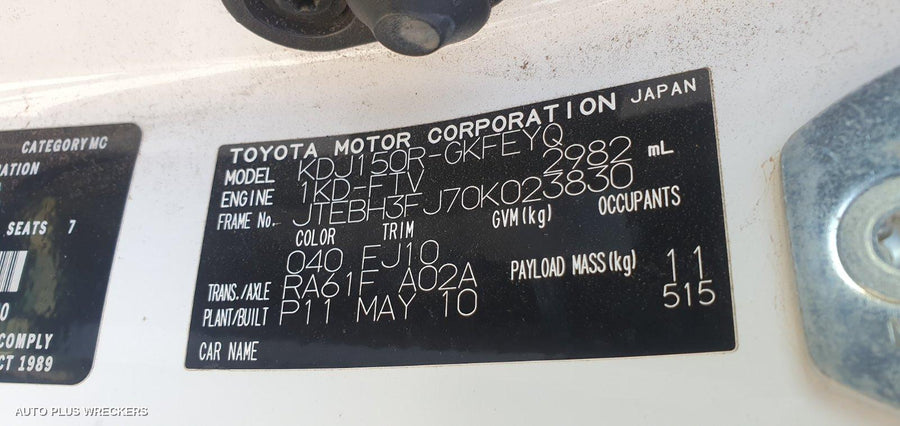 CATEGORY MC
RATION
SEATS 7
0
COMPLY
CT 1989
TOYOTA MOTOR CORPORATION JAPAN
MODEL KDJ150R-GKFEYQ
ENGINE 1KD-FTV 2982 mL
FRAME No. JTEBH3FJ70K023830
COLOR TRIM GVM(kg) OCCUPANTS
040 FJ10
TRANS./AXLE RA61F A02A PAYLOAD MASS(kg) 11
PLANT/BUILT P11 MAY 10 515
CAR NAME
AUTO PLUS WRECKERS